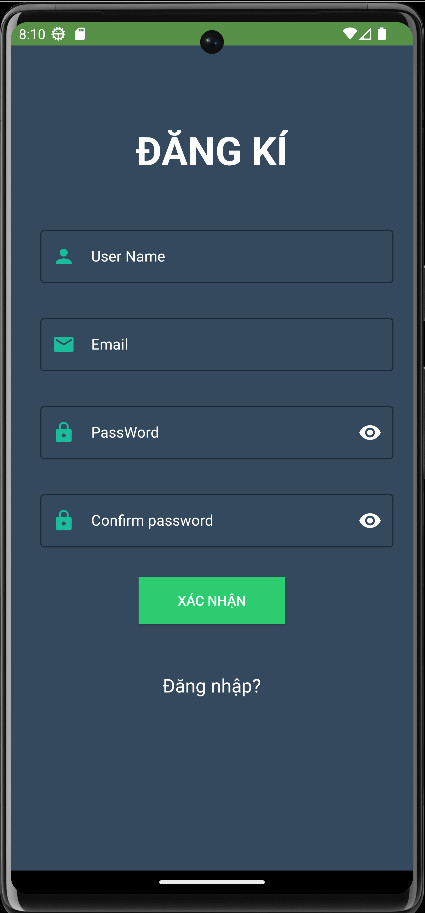 8:10
ĐĂNG KÍ
User Name
Email
PassWord
Confirm password
XÁC NHẬN
Đăng nhập?